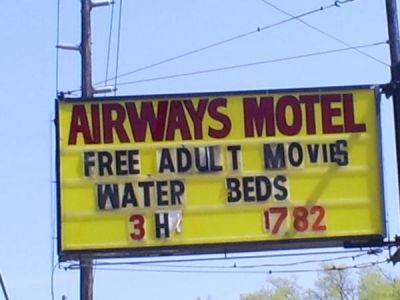 AIRWAYS MOTEL
FREE ADULT MOVIES
WATER BEDS
3 H 1782